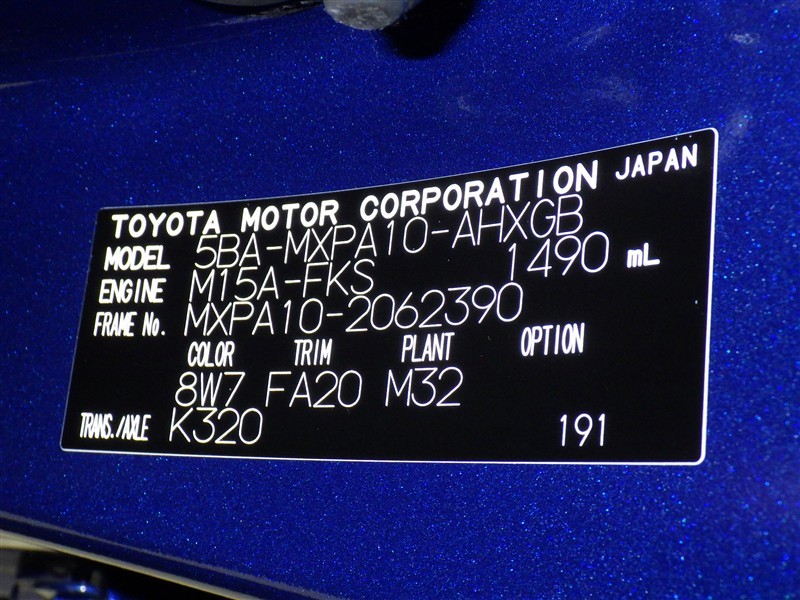 TOYOTA MOTOR CORPORATION JAPAN
MODEL 5BA-MXPA10-AHXGB
ENGINE M15A-FKS 1490 mL
FRAME No. MXPA10-2062390
COLOR TRIM PLANT OPTION
8W7 FA20 M32
TRANS./AXLE K320 191